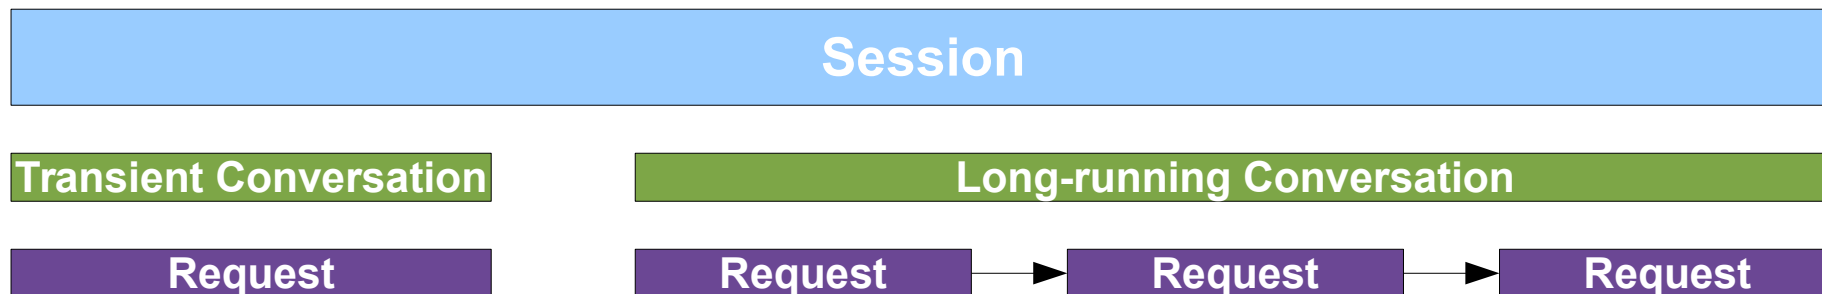 Session
Transient Conversation
Long-running Conversation
Request
Request
Request
Request